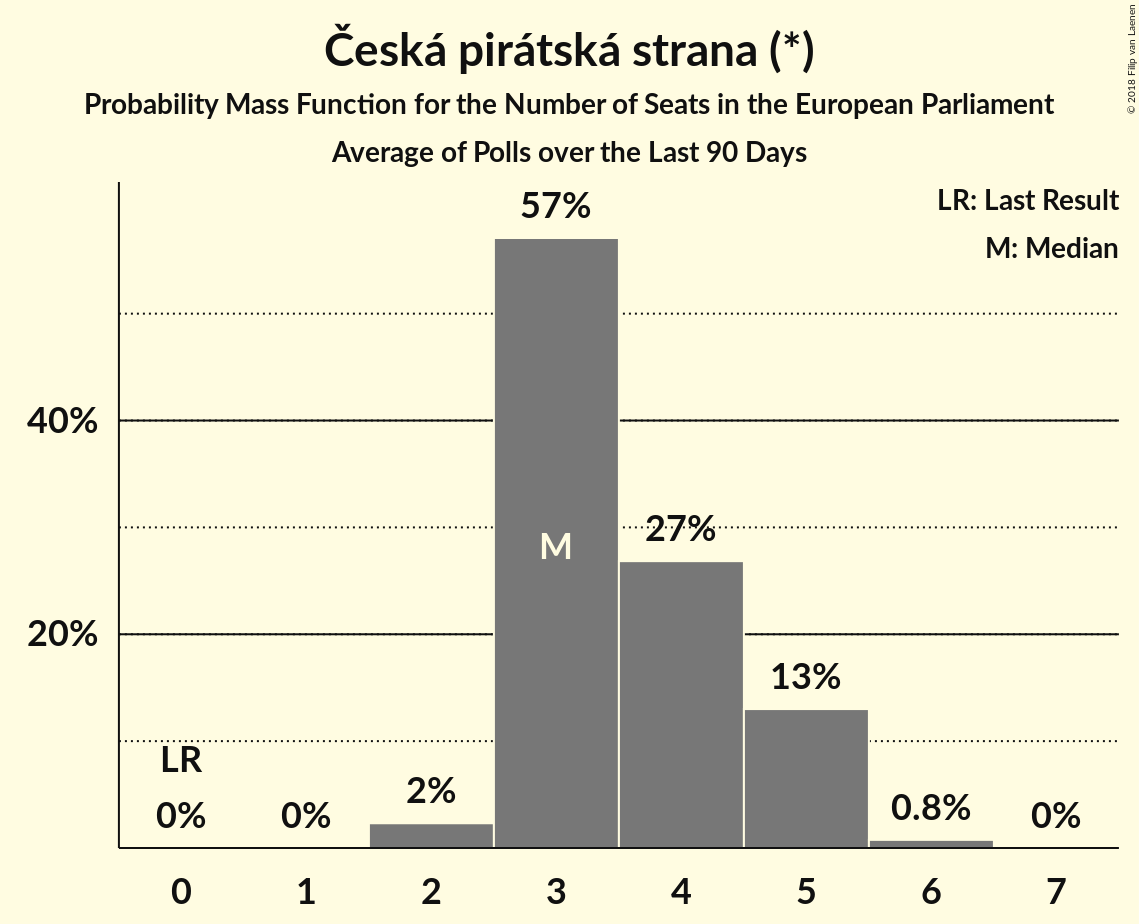 Česká pirátská strana (*)
Probability Mass Function for the Number of Seats in the European Parliament
Average of Polls over the Last 90 Days
© 2018 Filip van Laenen
LR: Last Result
M: Median
57%
40%
27%
M
20%
13%
LR
2%
0.8%
0%
0%
0%
0 1 2 3 4 5 6 7